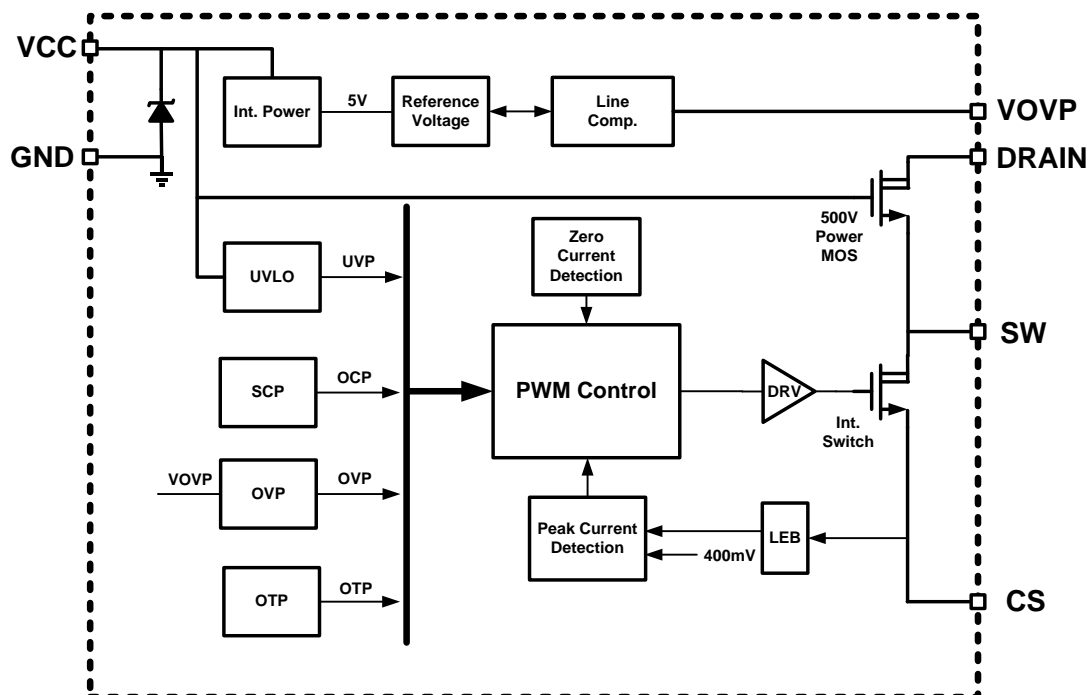 VCC
GND
Int. Power
5V
Reference
Voltage
Line
Comp.
VOVP
DRAIN
500V
Power
MOS
Zero
Current
Detection
UVLO
UVP
SW
SCP
OCP
PWM Control
DRV
Int.
Switch
VOVP
OVP
OVP
Peak Current
Detection
400mV
LEB
OTP
OTP
CS